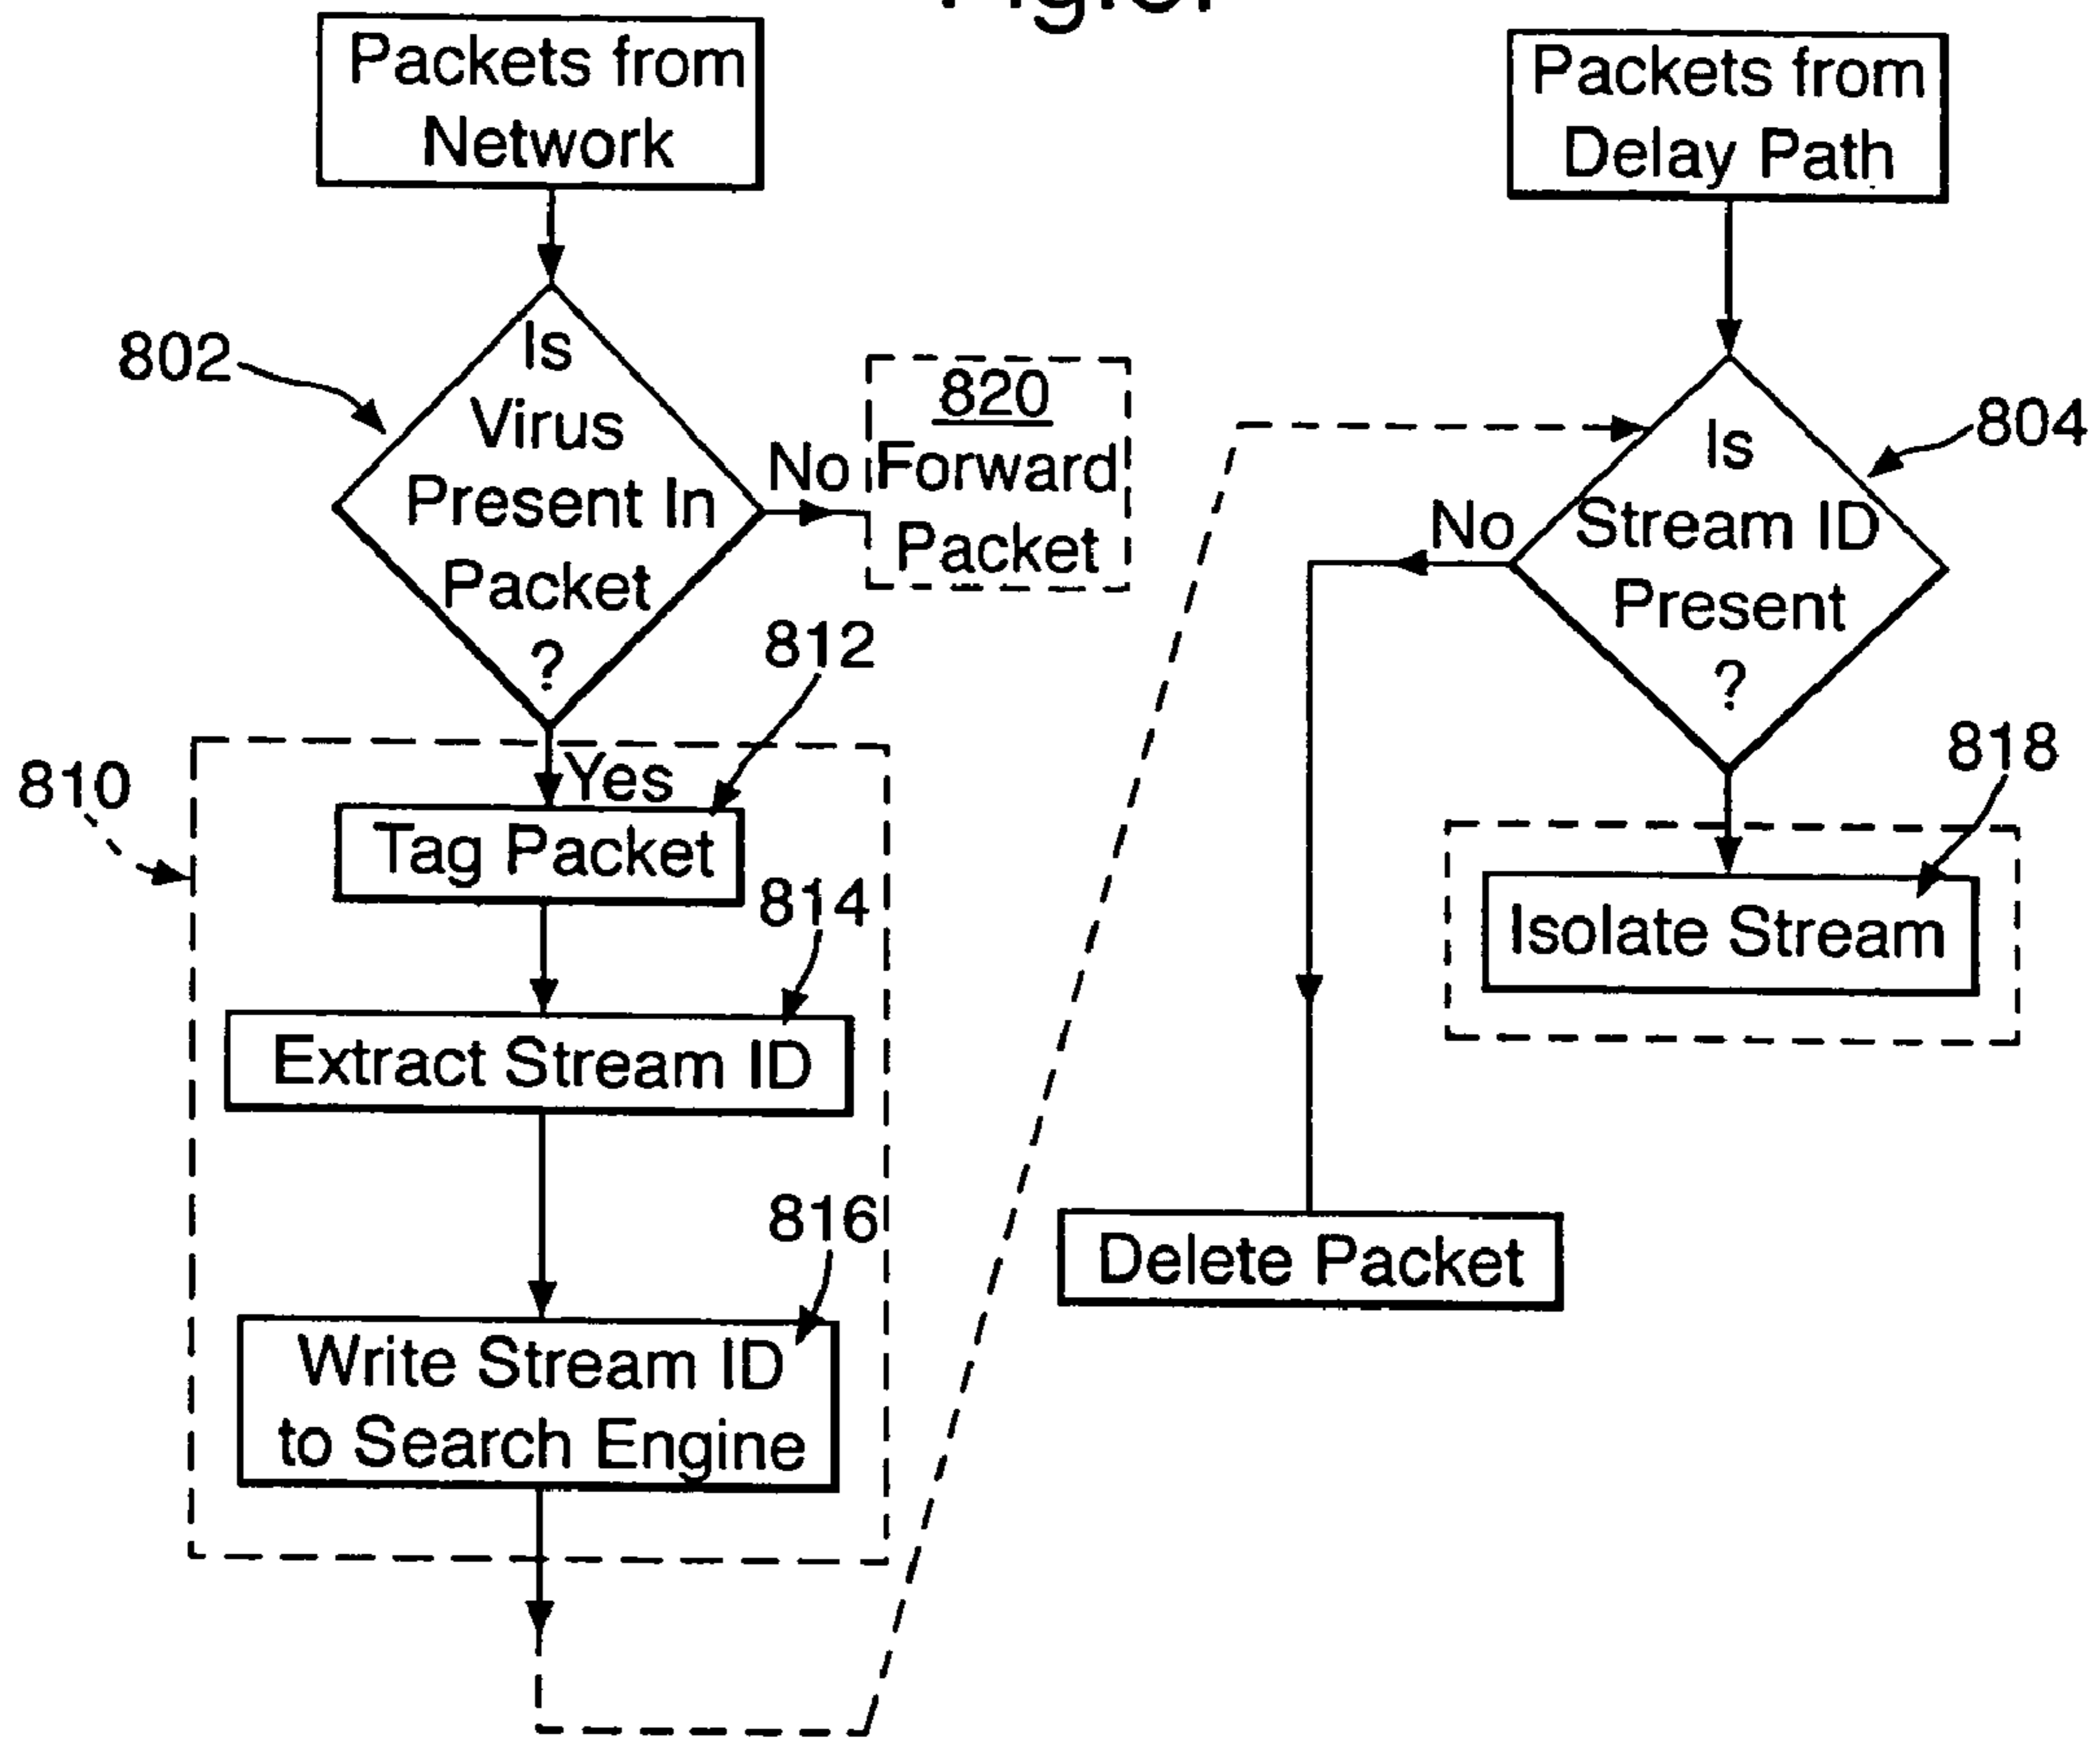 Packets from
Network
802
Is
Virus
Present In
Packet
?
No
820
Forward
Packet
Yes
810
812
Tag Packet
814
Extract Stream ID
816
Write Stream ID
to Search Engine
Packets from
Delay Path
804
Is
Stream ID
Present
?
No
818
Isolate Stream
Delete Packet